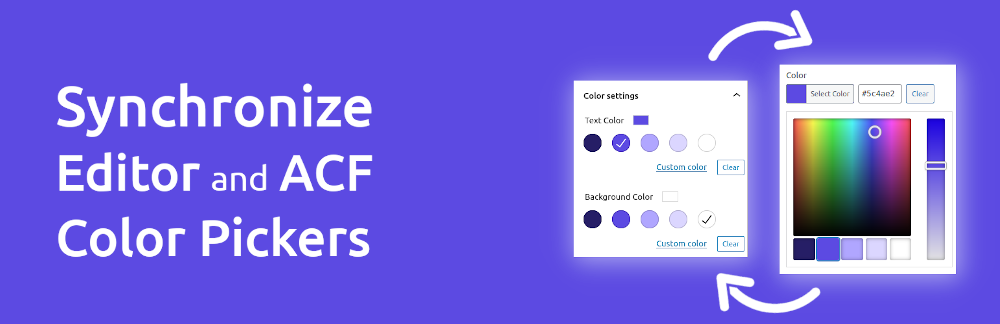 Synchronize
Editor and ACF
Color Pickers
Color settings
Text Color
Custom color
Clear
Background Color
Custom color
Clear
Color
Select Color
#5c4ae2
Clear